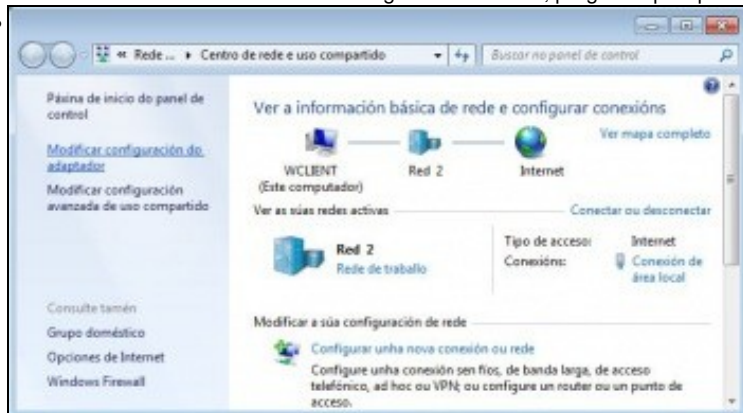 « Rede ... ▸ Centro de rede e uso compartido
Buscar no panel de control
Páxina de inicio do panel de
control
Modificar configuración do
adaptador
Modificar configuración
avanzada de uso compartido
Consulte tamén
Grupo doméstico
Opciones de Internet
Windows Firewall
Ver a información básica de rede e configurar conexións
Ver mapa completo
WCLIENT
(Este computador)
Red 2
Internet
Ver as súas redes activas
Conectar ou desconectar
Red 2
Rede de traballo
Tipo de acceso: Internet
Conexións: Conexión de
área local
Modificar a súa configuración de rede
Configurar unha nova conexión ou rede
Configure unha conexión sen fíos, de banda larga, de acceso
telefónico, ad hoc ou VPN; ou configure un router ou un punto de
acceso.